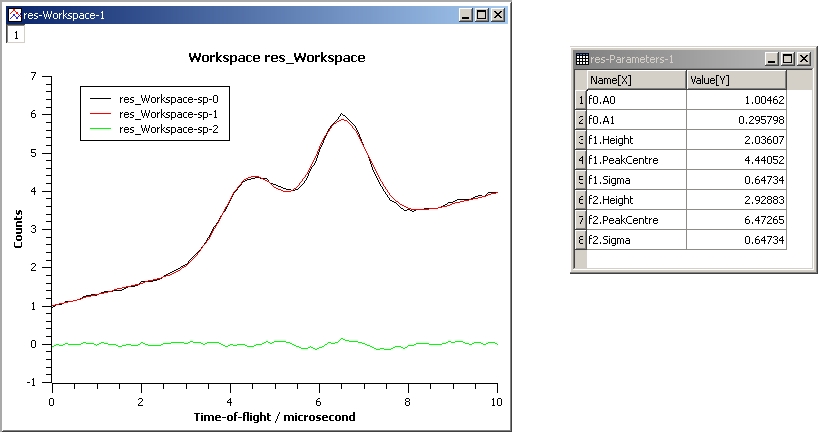 res-Workspace-1
1
Workspace res_Workspace
7
6
5
4
3
2
1
0
-1
Counts
res_Workspace-sp-0
res_Workspace-sp-1
res_Workspace-sp-2
0 2 4 6 8 10
Time-of-flight / microsecond
res-Parameters-1
Name[X] Value[Y]
1 f0.A0 1.00462
2 f0.A1 0.295798
3 f1.Height 2.03607
4 f1.PeakCentre 4.44052
5 f1.Sigma 0.64734
6 f2.Height 2.92883
7 f2.PeakCentre 6.47265
8 f2.Sigma 0.64734